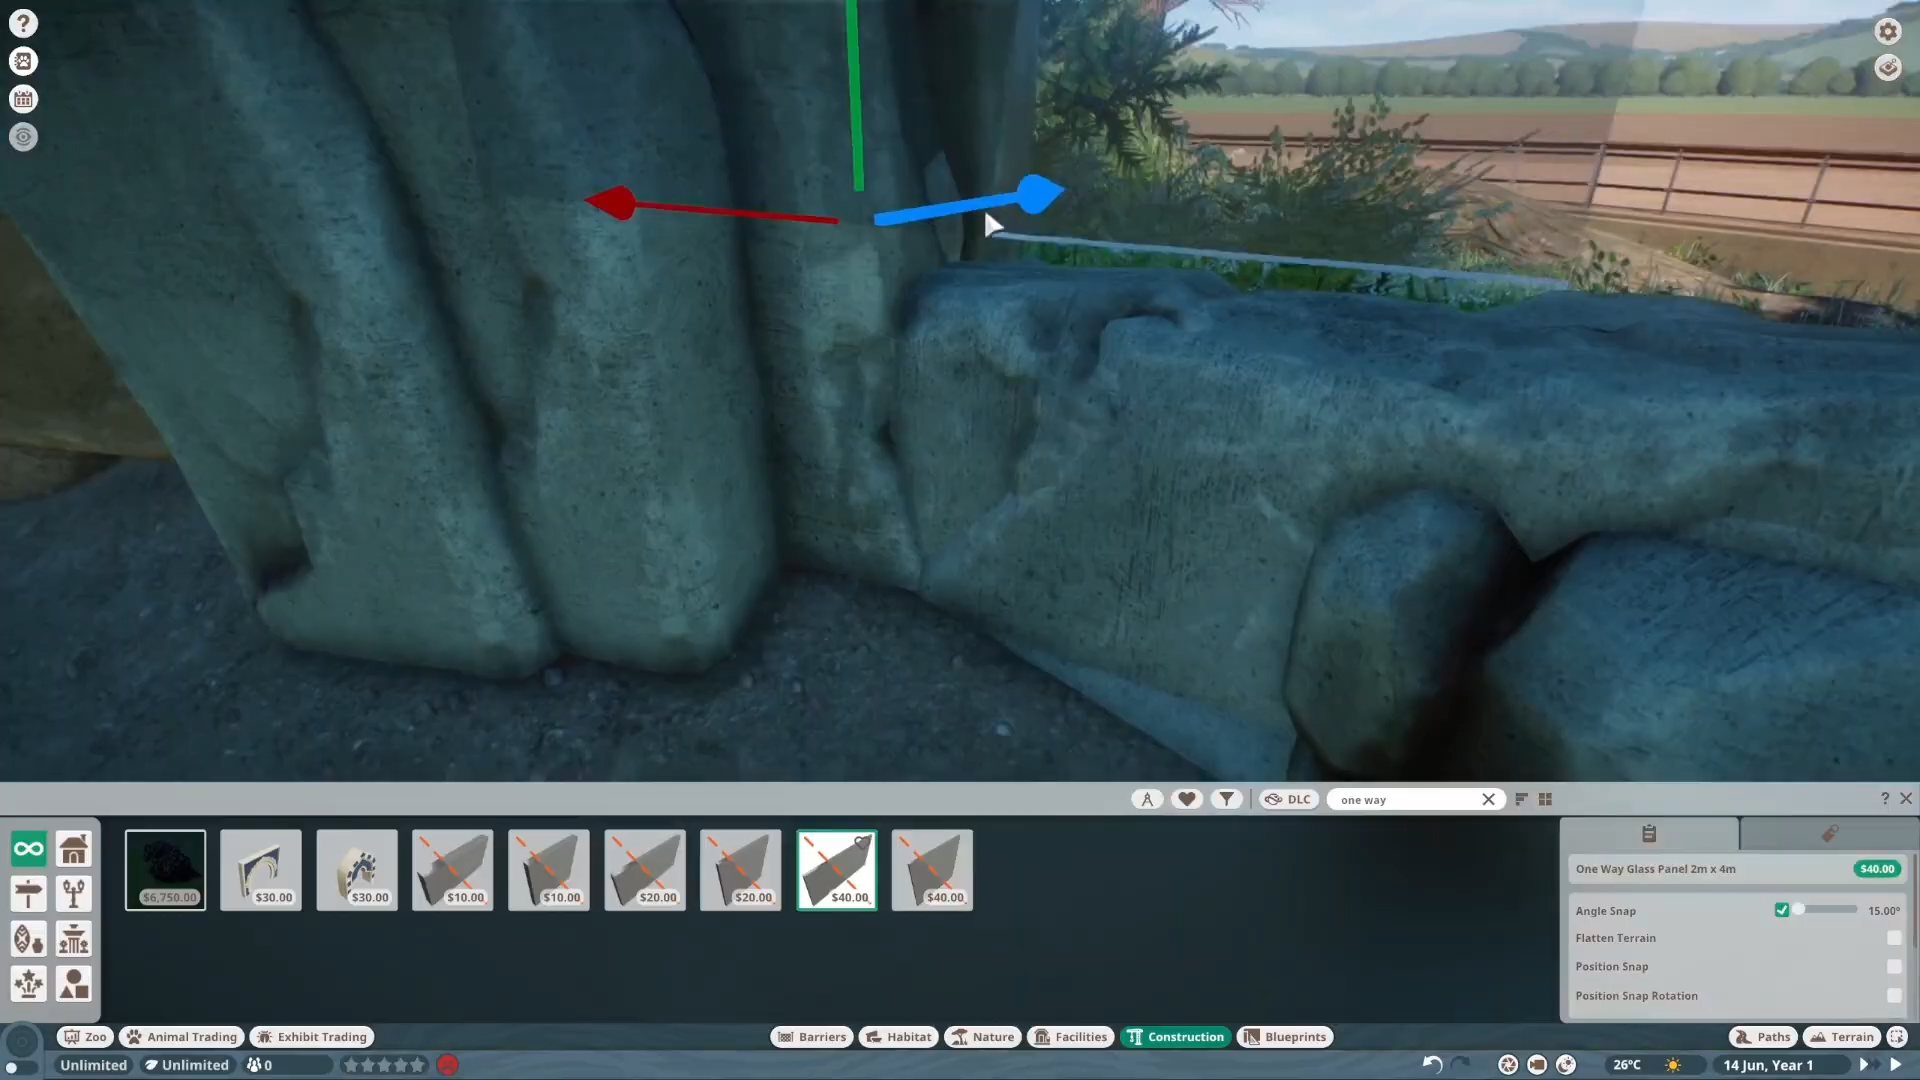 DLC
one way
?
$6,750.00
$30.00
$30.00
$10.00
$10.00
$20.00
$20.00
$40.00
$40.00
One Way Glass Panel 2m x 4m
$40.00
Angle Snap
15.00°
Flatten Terrain
Position Snap
Position Snap Rotation
Zoo
Animal Trading
Exhibit Trading
Barriers
Habitat
Nature
Facilities
Construction
Blueprints
Paths
Terrain
Unlimited
Unlimited
0
26°C
14 Jun, Year 1